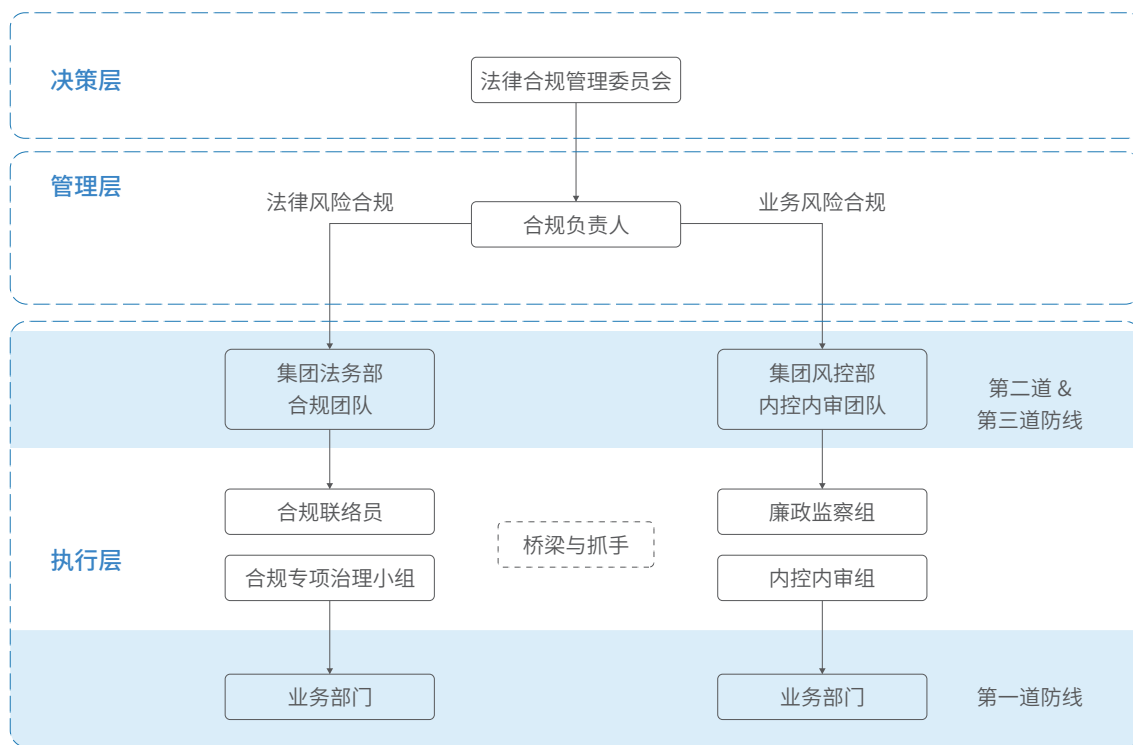 决策层
法律合规管理委员会
管理层
法律风险合规
业务风险合规
合规负责人
集团法务部
合规团队
集团风控部
内控内审团队
第二道 &
第三道防线
合规联络员
廉政监察组
桥梁与抓手
执行层
合规专项治理小组
内控内审组
业务部门
业务部门
第一道防线